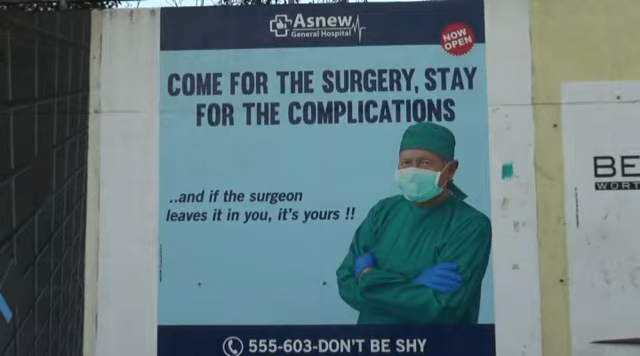 Asnew
General Hospital
NOW
OPEN
COME FOR THE SURGERY, STAY
FOR THE COMPLICATIONS
..and if the surgeon
leaves it in you, it's yours !!
555-603-DON'T BE SHY
BE
WORT